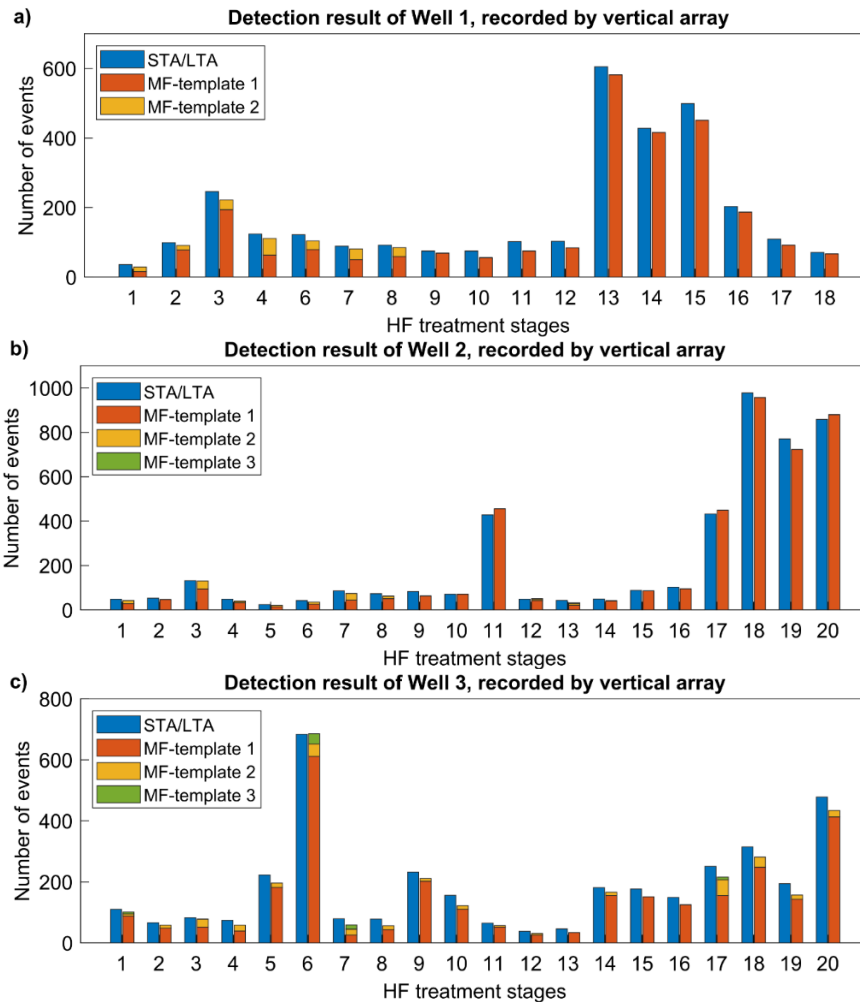 a) Detection result of Well 1, recorded by vertical array
STA/LTA
MF-template 1
MF-template 2
Number of events
600
400
200
0
1 2 3 4 6 7 8 9 10 11 12 13 14 15 16 17 18
HF treatment stages
b) Detection result of Well 2, recorded by vertical array
STA/LTA
MF-template 1
MF-template 2
MF-template 3
Number of events
1000
800
600
400
200
0
1 2 3 4 5 6 7 8 9 10 11 12 13 14 15 16 17 18 19 20
HF treatment stages
c) Detection result of Well 3, recorded by vertical array
STA/LTA
MF-template 1
MF-template 2
MF-template 3
Number of events
800
600
400
200
0
1 2 3 4 5 6 7 8 9 10 11 12 13 14 15 16 17 18 19 20
HF treatment stages